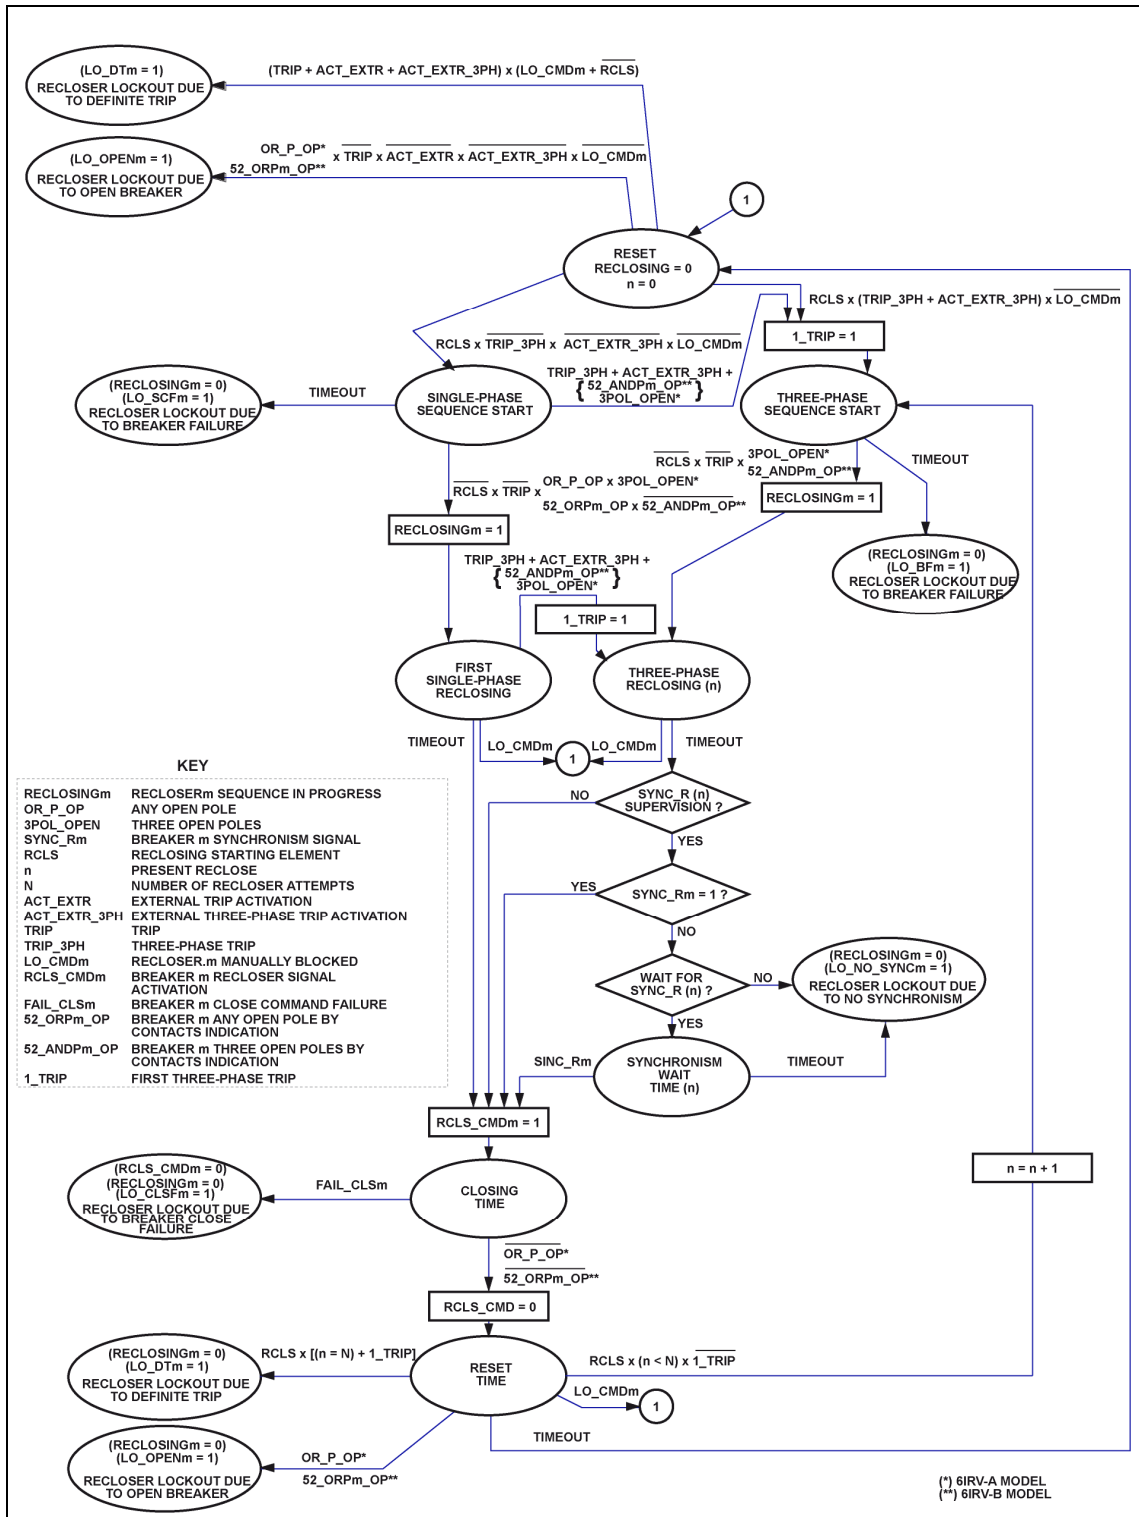 (LO_DTm = 1)
RECLOSER LOCKOUT DUE
TO DEFINITE TRIP
(TRIP + ACT_EXTR + ACT_EXTR_3PH) x (LO_CMDm + RCLS)
(LO_OPENm = 1)
RECLOSER LOCKOUT DUE
TO OPEN BREAKER
OR_P_OP*
x TRIP x ACT_EXTR x ACT_EXTR_3PH x LO_CMDm
52_ORPm_OP**
1
RESET
RECLOSING = 0
n = 0
RCLS x (TRIP_3PH + ACT_EXTR_3PH) x LO_CMDm
1_TRIP = 1
RCLS x TRIP_3PH x ACT_EXTR_3PH x LO_CMDm
(RECLOSINGm = 0)
(LO_SCFm = 1)
RECLOSER LOCKOUT DUE
TO BREAKER FAILURE
TIMEOUT
SINGLE-PHASE
SEQUENCE START
TRIP_3PH + ACT_EXTR_3PH +
{ 52_ANDPm_OP** }
3POL_OPEN*
THREE-PHASE
SEQUENCE START
RCLS x TRIP x 3POL_OPEN*
52_ANDPm_OP**
TIMEOUT
RCLS x TRIP x OR_P_OP x 3POL_OPEN*
52_ORPm_OP x 52_ANDPm_OP**
RECLOSINGm = 1
RECLOSINGm = 1
(RECLOSINGm = 0)
(LO_BFm = 1)
RECLOSER LOCKOUT DUE
TO BREAKER FAILURE
TRIP_3PH + ACT_EXTR_3PH +
{ 52_ANDPm_OP** }
3POL_OPEN*
1_TRIP = 1
FIRST
SINGLE-PHASE
RECLOSING
THREE-PHASE
RECLOSING (n)
TIMEOUT
LO_CMDm
1
LO_CMDm
TIMEOUT
KEY
RECLOSINGm RECLOSERm SEQUENCE IN PROGRESS
OR_P_OP ANY OPEN POLE
3POL_OPEN THREE OPEN POLES
SYNC_Rm BREAKER m SYNCHRONISM SIGNAL
RCLS RECLOSING STARTING ELEMENT
n PRESENT RECLOSE
N NUMBER OF RECLOSER ATTEMPTS
ACT_EXTR EXTERNAL TRIP ACTIVATION
ACT_EXTR_3PH EXTERNAL THREE-PHASE TRIP ACTIVATION
TRIP TRIP
TRIP_3PH THREE-PHASE TRIP
LO_CMDm RECLOSER.m MANUALLY BLOCKED
RCLS_CMDm BREAKER m RECLOSER SIGNAL
ACTIVATION
FAIL_CLSm BREAKER m CLOSE COMMAND FAILURE
52_ORPm_OP BREAKER m ANY OPEN POLE BY
CONTACTS INDICATION
52_ANDPm_OP BREAKER m THREE OPEN POLES BY
CONTACTS INDICATION
1_TRIP FIRST THREE-PHASE TRIP
NO
SYNC_R (n)
SUPERVISION ?
YES
YES
SYNC_Rm = 1 ?
NO
WAIT FOR
SYNC_R (n) ?
NO
(RECLOSINGm = 0)
(LO_NO_SYNCm = 1)
RECLOSER LOCKOUT DUE
TO NO SYNCHRONISM
YES
SINC_Rm
SYNCHRONISM
WAIT
TIME (n)
TIMEOUT
RCLS_CMDm = 1
(RCLS_CMDm = 0)
(RECLOSINGm = 0)
(LO_CLSFm = 1)
RECLOSER LOCKOUT DUE
TO BREAKER CLOSE
FAILURE
FAIL_CLSm
CLOSING
TIME
n = n + 1
OR_P_OP*
52_ORPm_OP**
RCLS_CMD = 0
(RECLOSINGm = 0)
(LO_DTm = 1)
RECLOSER LOCKOUT DUE
TO DEFINITE TRIP
RCLS x [(n = N) + 1_TRIP]
RESET
TIME
RCLS x (n < N) x 1_TRIP
LO_CMDm
1
TIMEOUT
(RECLOSINGm = 0)
(LO_OPENm = 1)
RECLOSER LOCKOUT DUE
TO OPEN BREAKER
OR_P_OP*
52_ORPm_OP**
(*) 6IRV-A MODEL
(**) 6IRV-B MODEL